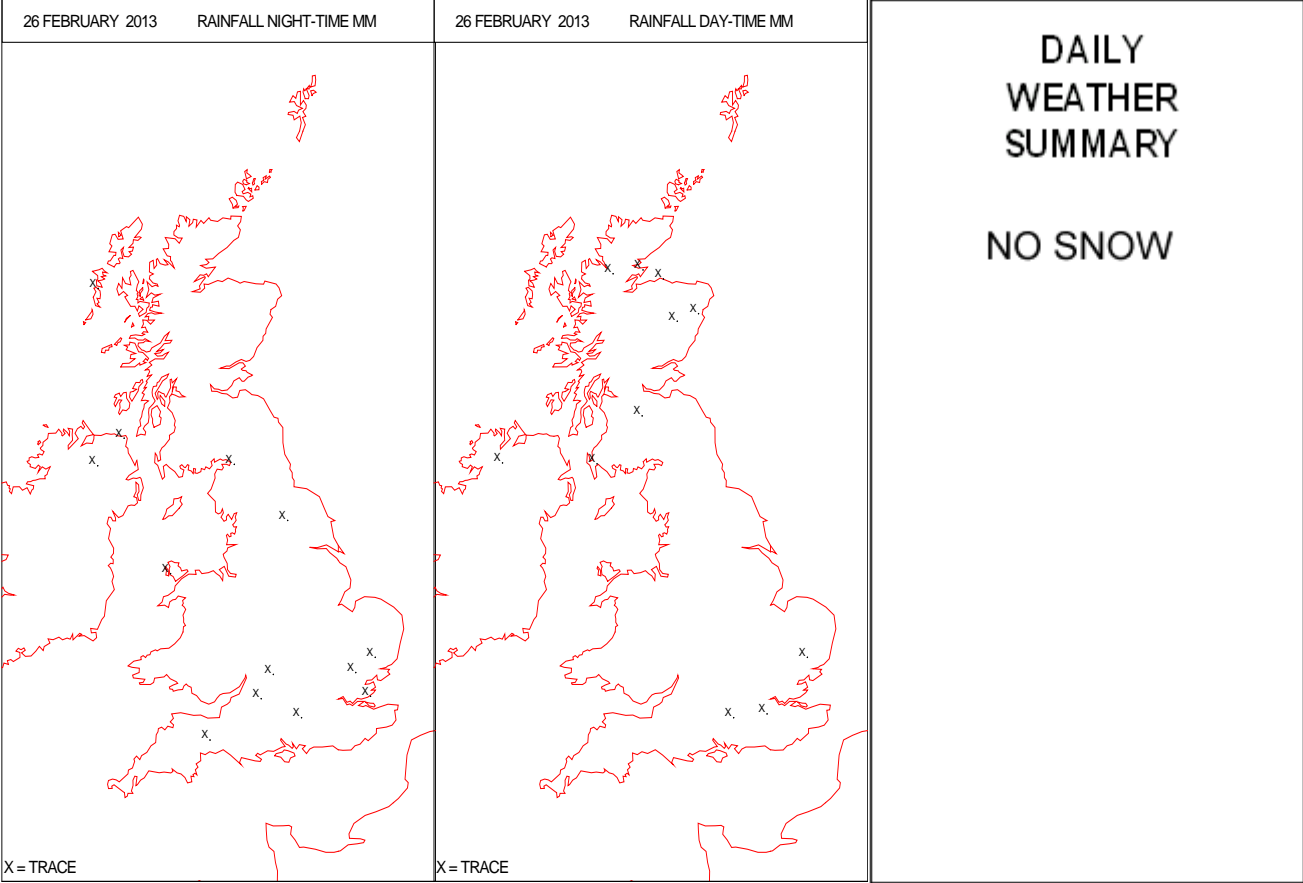 26 FEBRUARY 2013 RAINFALL NIGHT-TIME MM
X
X
X
X
X
X
X
X
X
X
X
X
X
X = TRACE
26 FEBRUARY 2013 RAINFALL DAY-TIME MM
X
X
X
X
X
X
X
X
X
X
X
X = TRACE
DAILY
WEATHER
SUMMARY
NO SNOW